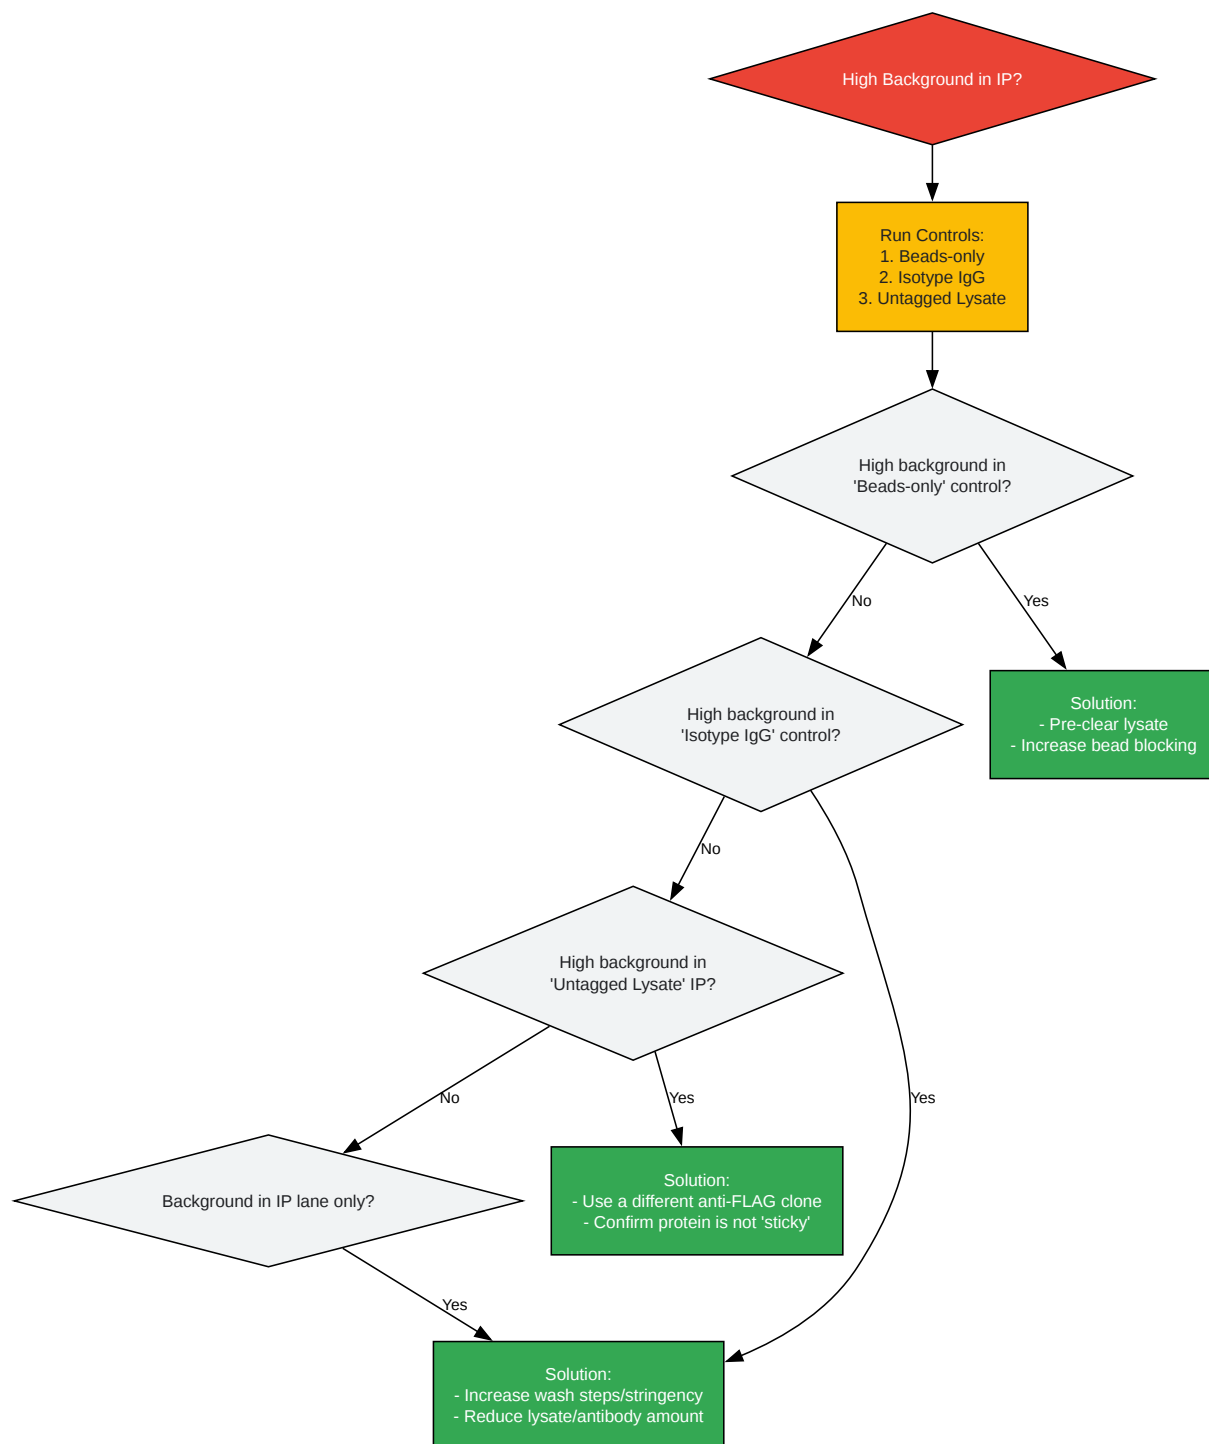 High Background in IP?
Run Controls:
1. Beads-only
2. Isotype IgG
3. Untagged Lysate
High background in
'Beads-only' control?
No
Yes
High background in
'Isotype IgG' control?
Solution:
- Pre-clear lysate
- Increase bead blocking
No
High background in
'Untagged Lysate' IP?
No
Yes
Yes
Background in IP lane only?
Solution:
- Use a different anti-FLAG clone
- Confirm protein is not 'sticky'
Yes
Solution:
- Increase wash steps/stringency
- Reduce lysate/antibody amount